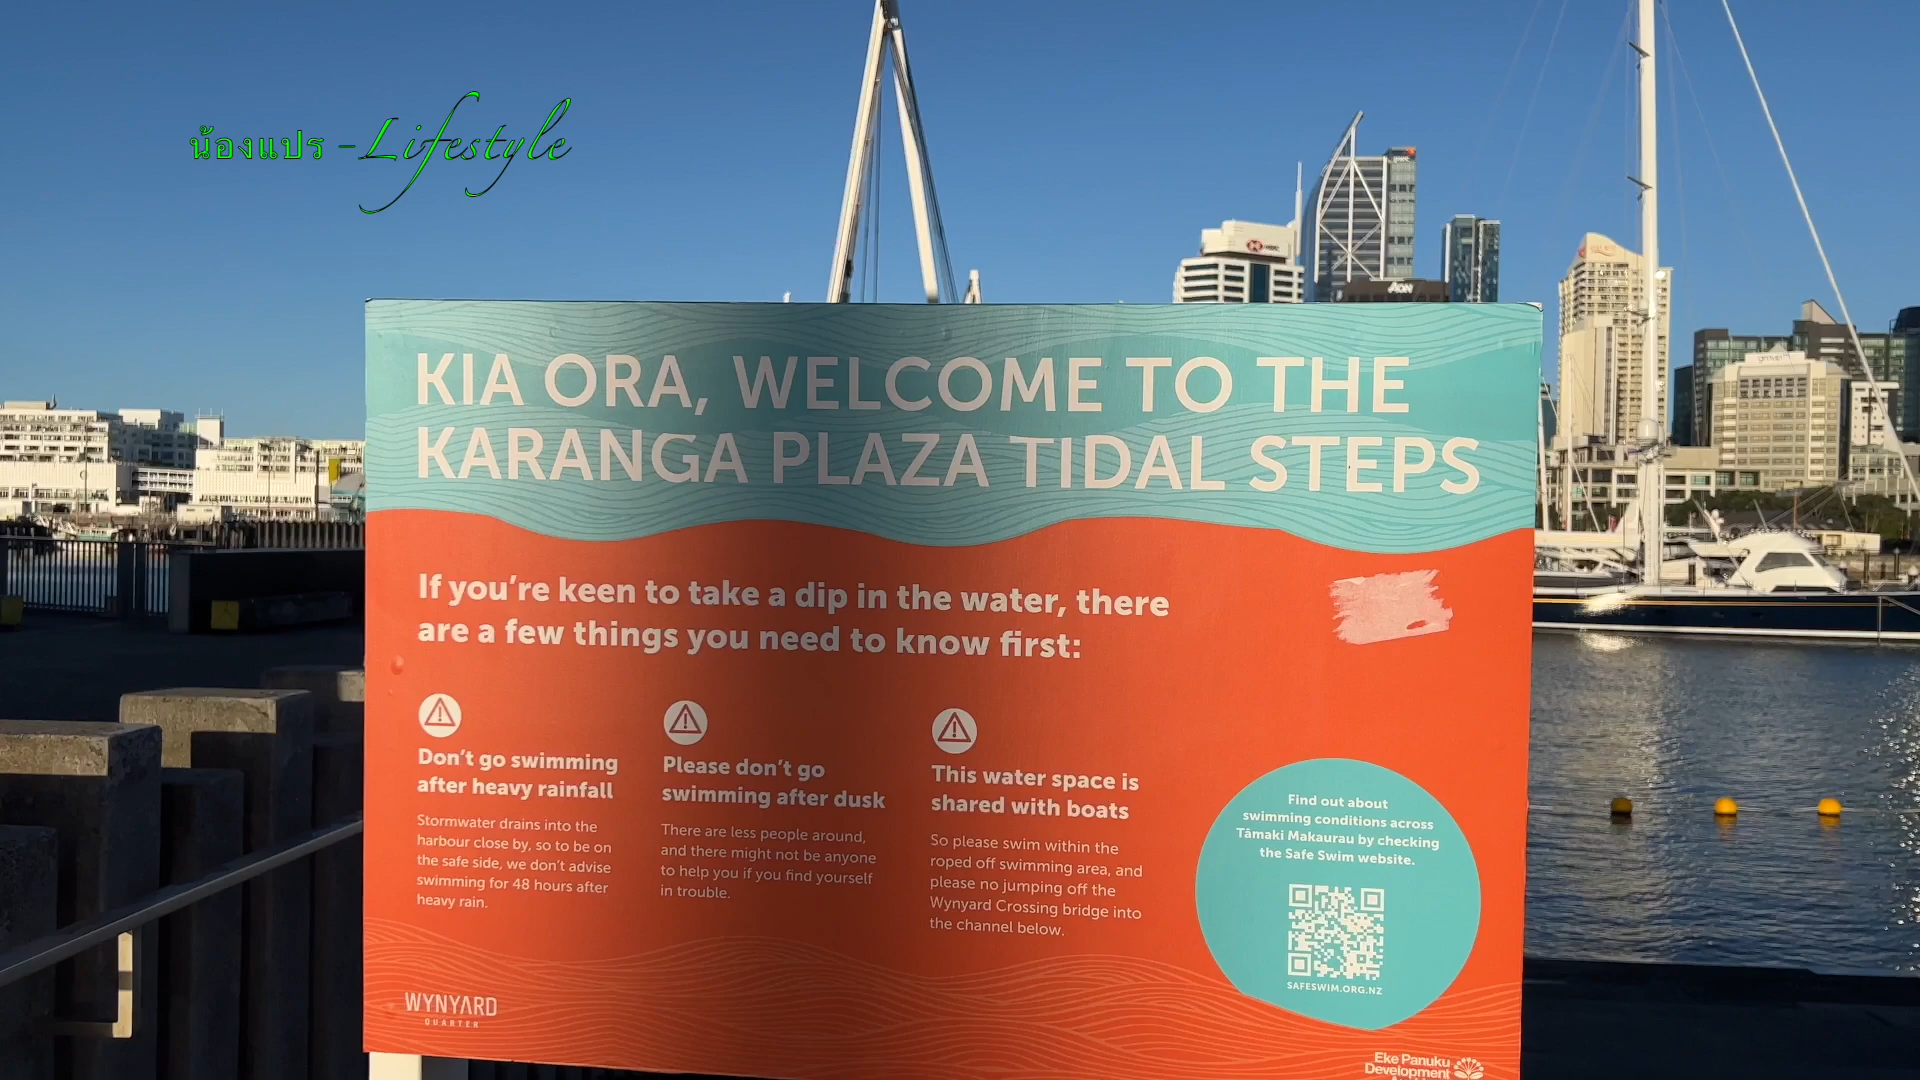 น้องแปร -Lifestyle
HSBC
AON
KIA ORA, WELCOME TO THE
KARANGA PLAZA TIDAL STEPS
If you're keen to take a dip in the water, there
are a few things you need to know first:
Don't go swimming
after heavy rainfall
Stormwater drains into the
harbour close by, so to be on
the safe side, we don't advise
swimming for 48 hours after
heavy rain.
Please don't go
swimming after dusk
There are less people around,
and there might not be anyone
to help you if you find yourself
in trouble.
This water space is
shared with boats
So please swim within the
roped off swimming area, and
please no jumping off the
Wynyard Crossing bridge into
the channel below.
Find out about
swimming conditions across
Tāmaki Makaurau by checking
the Safe Swim website.
SAFESWIM.ORG.NZ
WYNYARD
QUARTER
Eke Panuku
Development